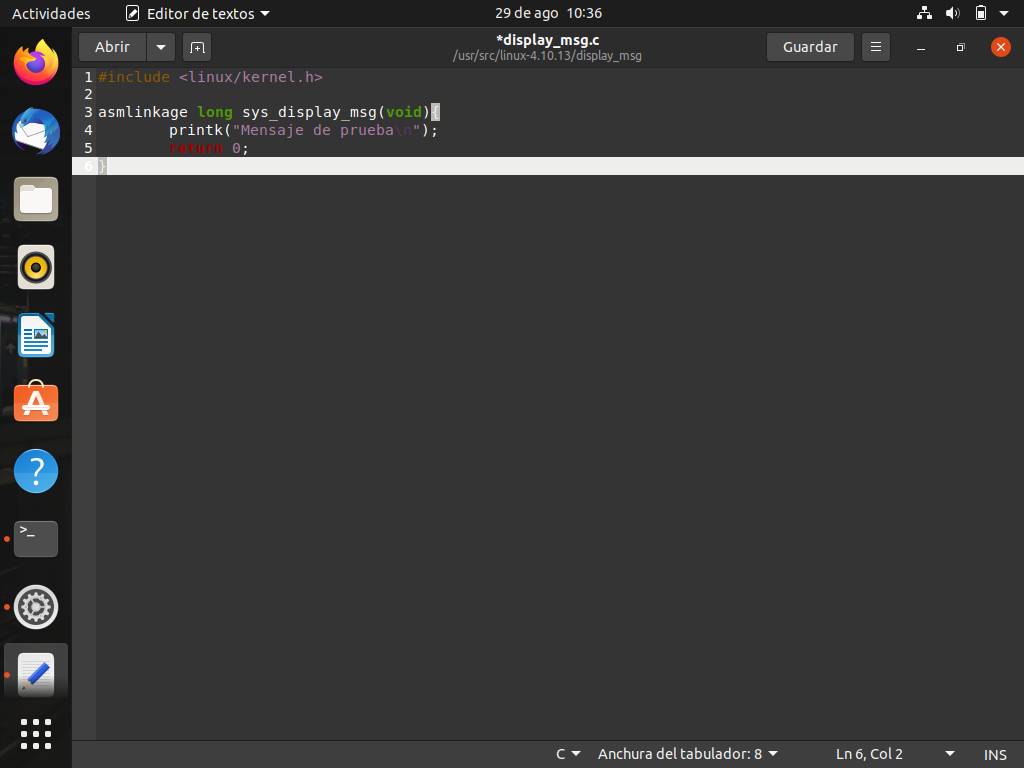 Actividades Editor de textos 29 de ago 10:36
Abrir *display_msg.c Guardar
/usr/src/linux-4.10.13/display_msg
1 #include <linux/kernel.h>
2
3 asmlinkage long sys_display_msg(void){
4 printk("Mensaje de prueba\n");
5 return 0;
6 }
>_
?
C Anchura del tabulador: 8 Ln 6, Col 2 INS